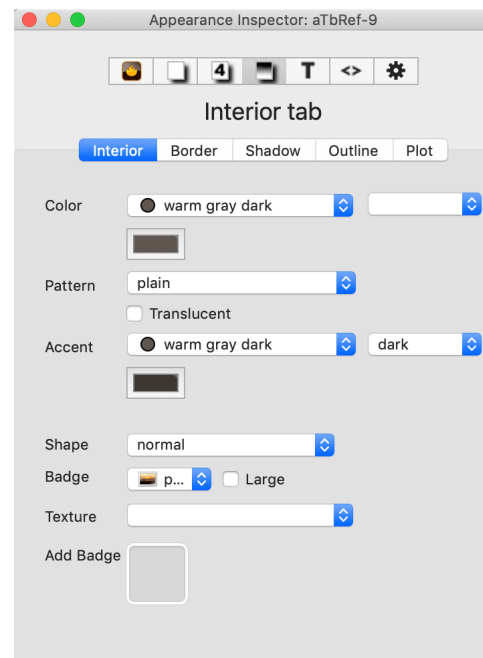 Appearance Inspector: aTbRef-9
4 T <>
Interior tab
Interior Border Shadow Outline Plot
Color warm gray dark
Pattern plain
Translucent
Accent warm gray dark dark
Shape normal
Badge p... Large
Texture
Add Badge